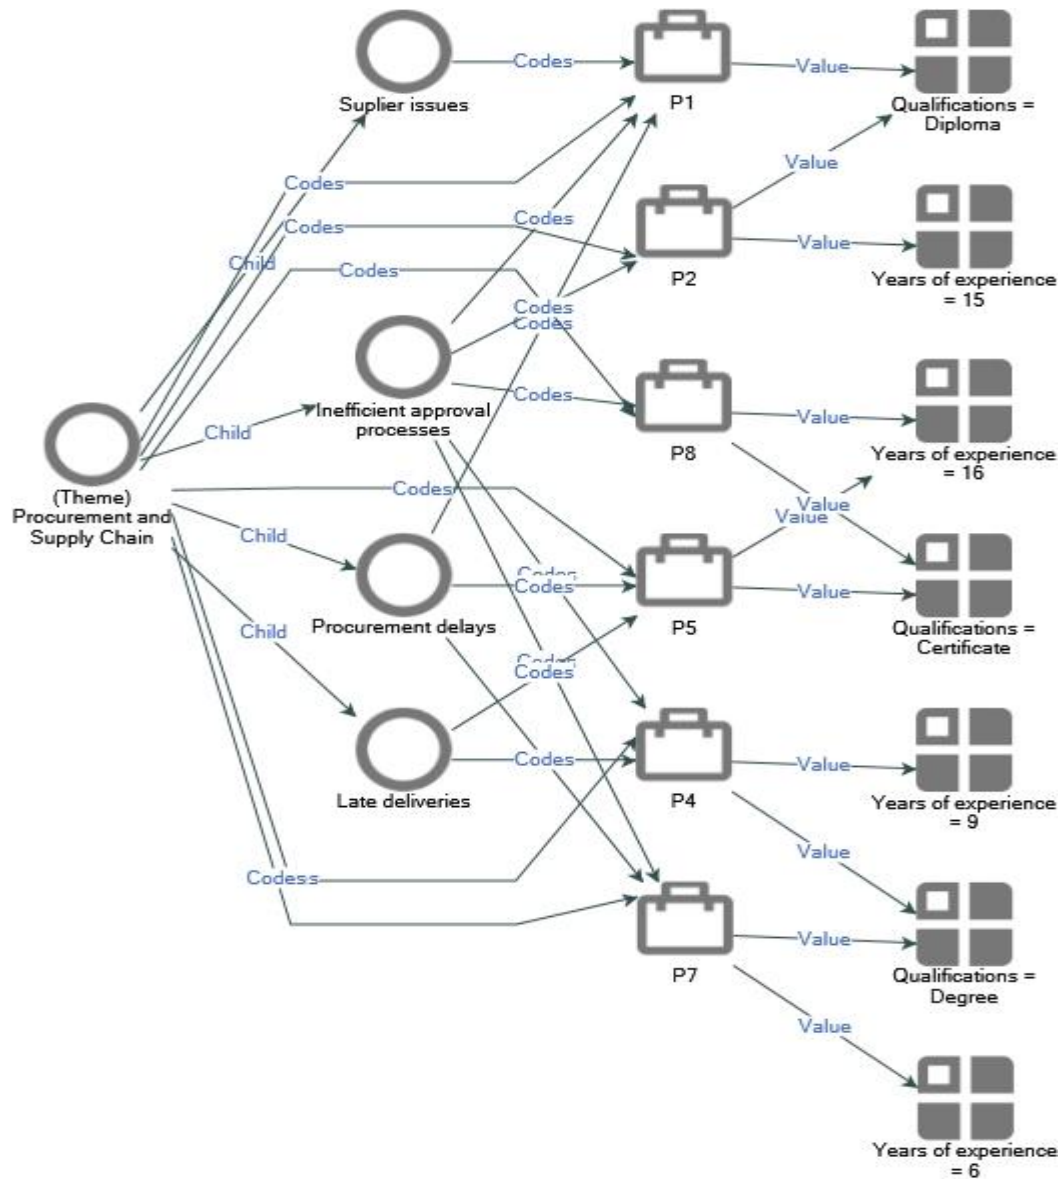 Codes
Value
Suplier issues
P1
Qualifications =
Diploma
Value
Codes
Codes
Codes
Value
Child
Codes
P2
Years of experience
= 15
Codes
Codes
Inefficient approval
processes
Codes
Value
Child
P8
Years of experience
= 16
(Theme)
Procurement and
Supply Chain
Codes
Value
Value
Child
Codes
Codes
Value
Procurement delays
P5
Qualifications =
Certificate
Child
Codes
Codes
Late deliveries
Codes
Value
P4
Years of experience
= 9
Value
Codess
Value
P7
Qualifications =
Degree
Value
Years of experience
= 6